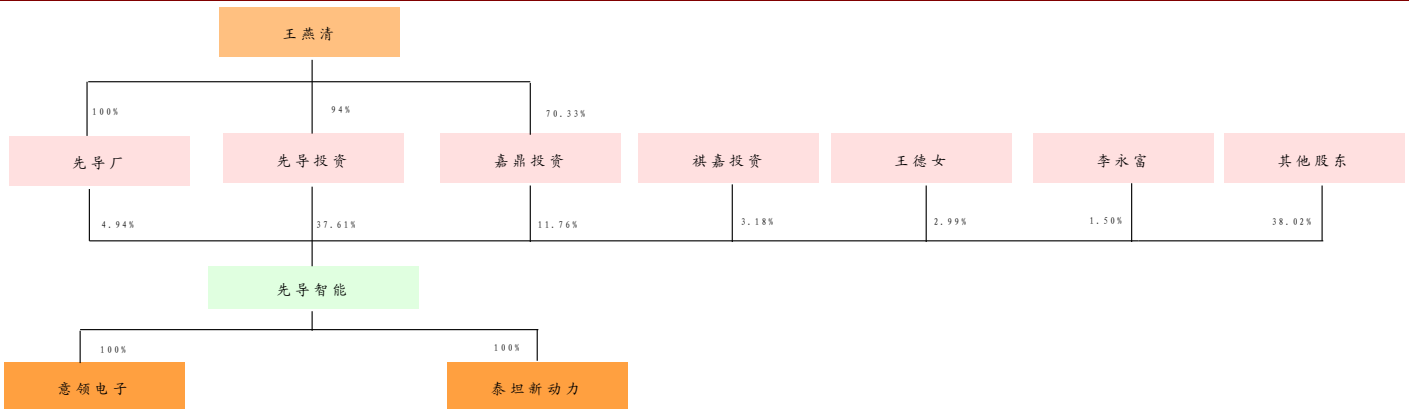 王燕清
100%
94%
70.33%
先导厂
先导投资
嘉鼎投资
祺嘉投资
王德女
李永富
其他股东
4.94%
37.61%
11.76%
3.18%
2.99%
1.50%
38.02%
先导智能
100%
100%
意领电子
泰坦新动力